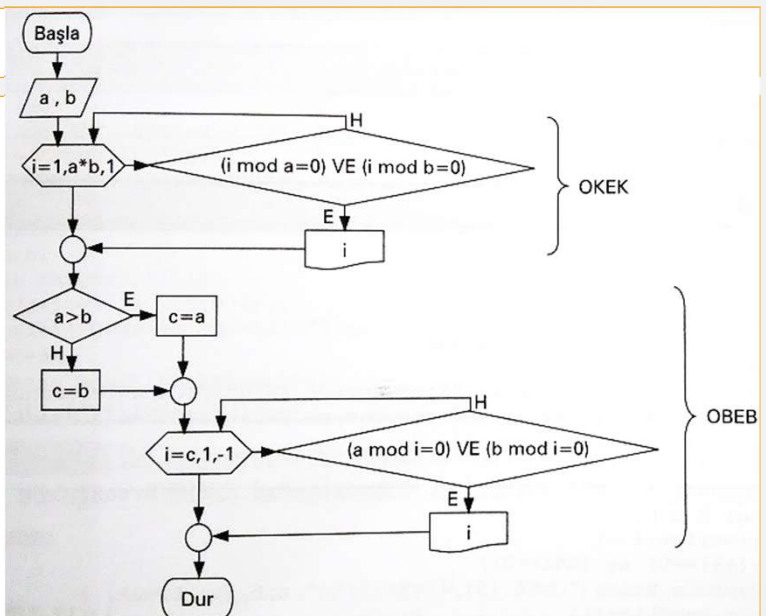 Başla
a , b
H
i=1,a*b,1
(i mod a=0) VE (i mod b=0)
OKEK
E
i
a>b
E
c=a
H
c=b
H
i=c,1,-1
(a mod i=0) VE (b mod i=0)
OBEB
E
i
Dur